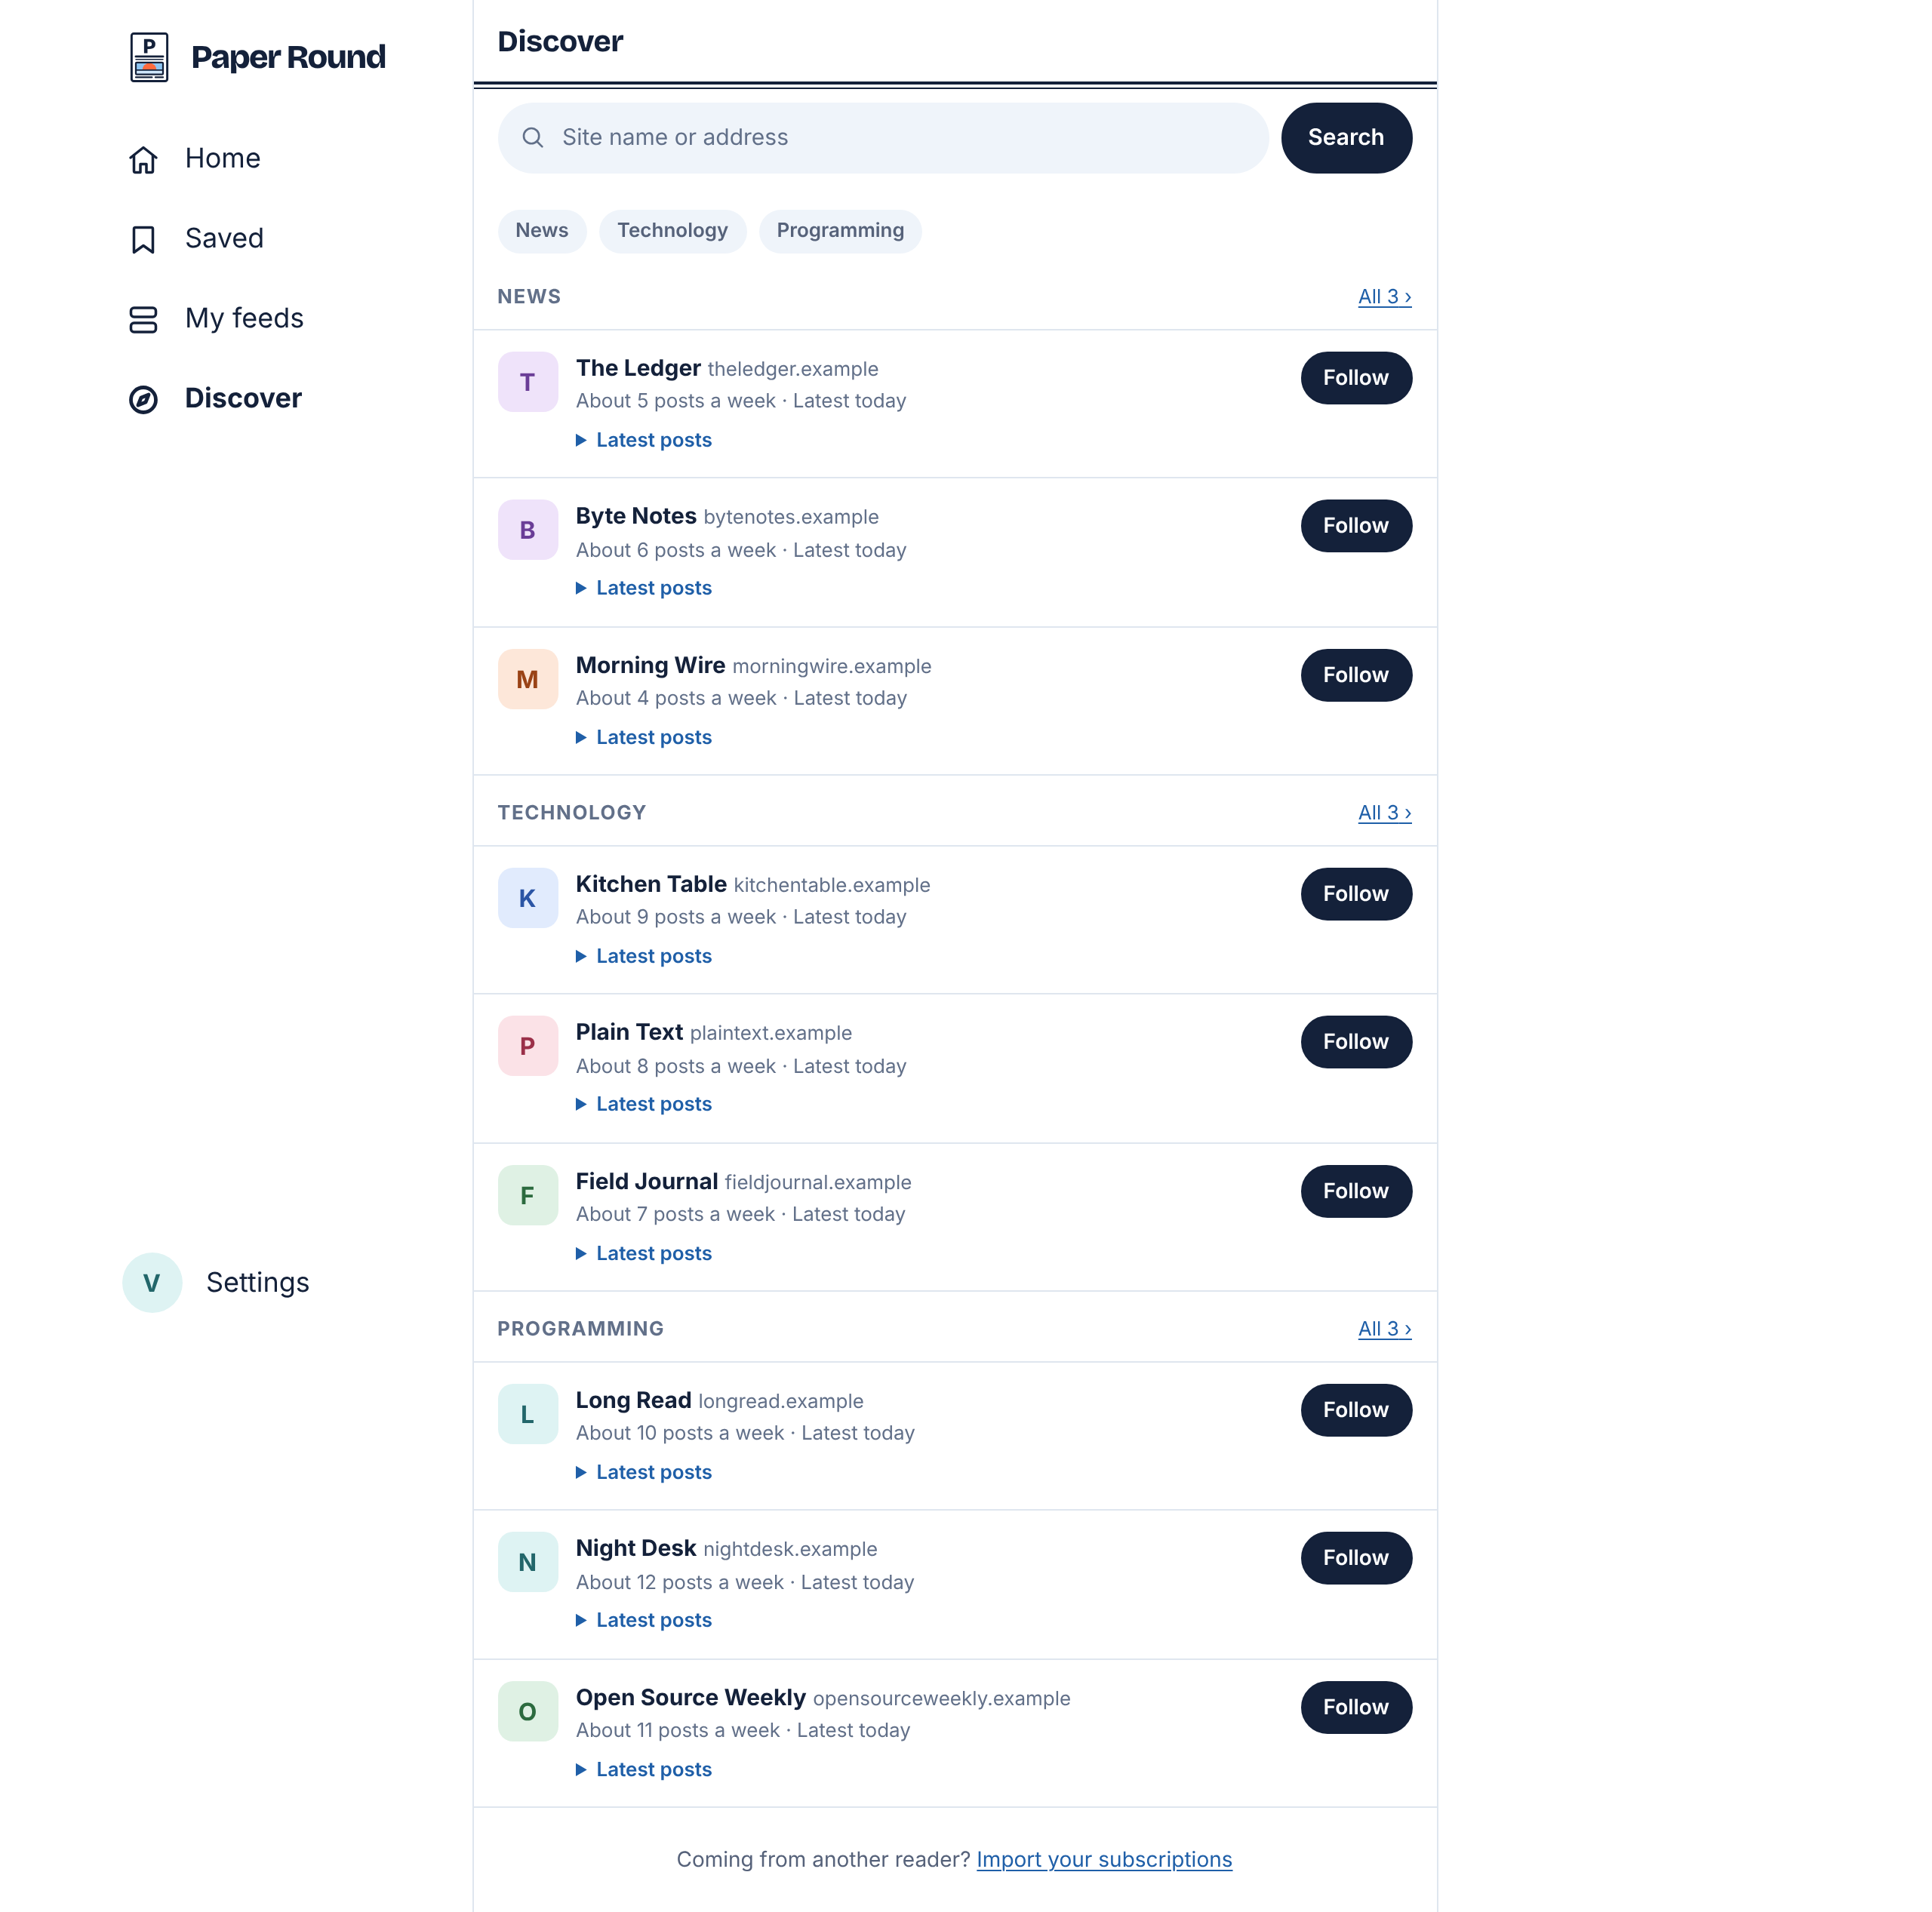 P
Paper Round
Home
Saved
My feeds
Discover
V
Settings
Discover
Site name or address
Search
News
Technology
Programming
NEWS
All 3 ›
T
The Ledger theledger.example
About 5 posts a week · Latest today
Latest posts
Follow
B
Byte Notes bytenotes.example
About 6 posts a week · Latest today
Latest posts
Follow
M
Morning Wire morningwire.example
About 4 posts a week · Latest today
Latest posts
Follow
TECHNOLOGY
All 3 ›
K
Kitchen Table kitchentable.example
About 9 posts a week · Latest today
Latest posts
Follow
P
Plain Text plaintext.example
About 8 posts a week · Latest today
Latest posts
Follow
F
Field Journal fieldjournal.example
About 7 posts a week · Latest today
Latest posts
Follow
PROGRAMMING
All 3 ›
L
Long Read longread.example
About 10 posts a week · Latest today
Latest posts
Follow
N
Night Desk nightdesk.example
About 12 posts a week · Latest today
Latest posts
Follow
O
Open Source Weekly opensourceweekly.example
About 11 posts a week · Latest today
Latest posts
Follow
Coming from another reader? Import your subscriptions